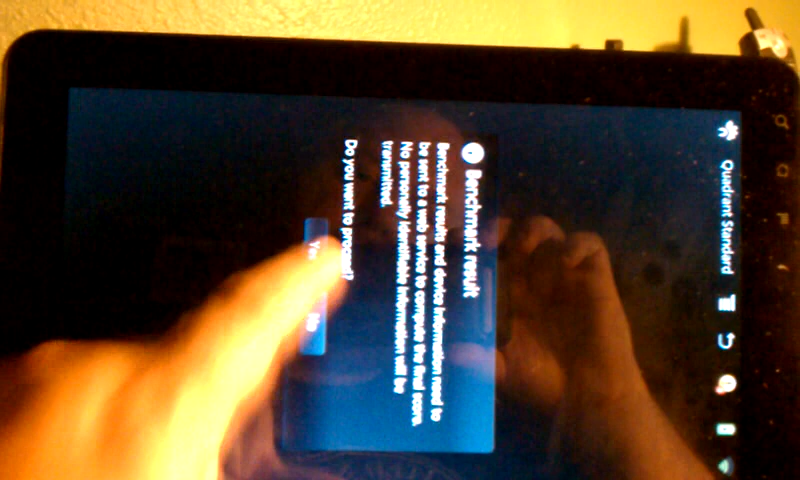 Quadrant Standard
Benchmark result
Benchmark results and device information need to
be sent to a web service to compute the final score.
No personally identifiable information will be
transmitted.
Do you want to proceed?
Yes
No